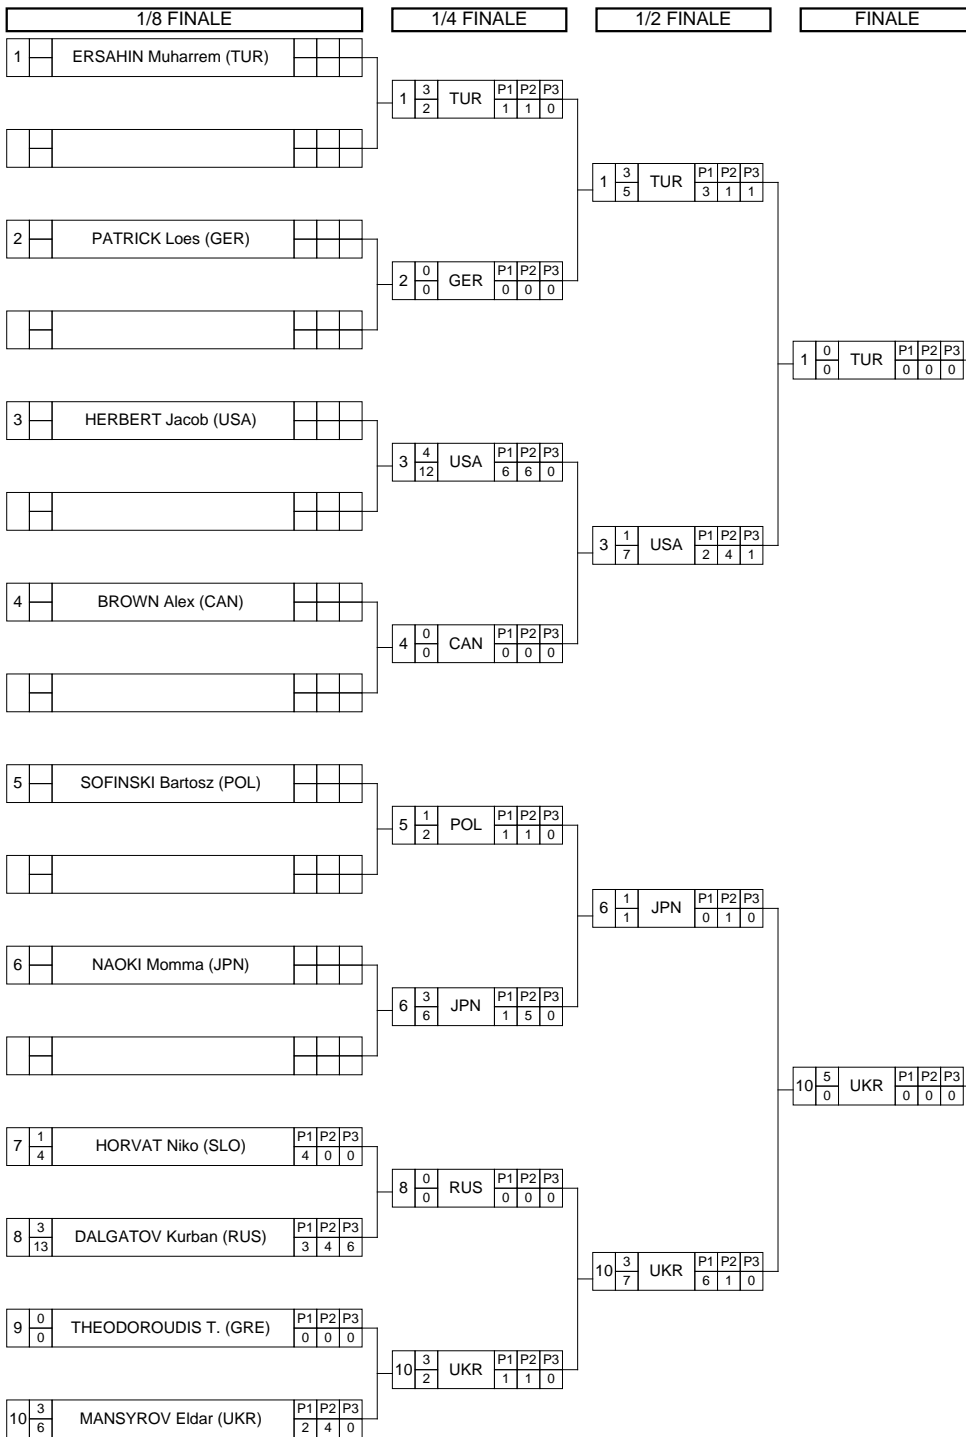 1/8 FINALE 1/4 FINALE 1/2 FINALE FINALE
1 ERSAHIN Muharrem (TUR)
1 3 2 TUR P1 P2 P3 1 1 0
1 3 5 TUR P1 P2 P3 3 1 1
2 PATRICK Loes (GER)
2 0 0 GER P1 P2 P3 0 0 0
1 0 0 TUR P1 P2 P3 0 0 0
3 HERBERT Jacob (USA)
3 4 12 USA P1 P2 P3 6 6 0
3 1 7 USA P1 P2 P3 2 4 1
4 BROWN Alex (CAN)
4 0 0 CAN P1 P2 P3 0 0 0
5 SOFINSKI Bartosz (POL)
5 1 2 POL P1 P2 P3 1 1 0
6 1 1 JPN P1 P2 P3 0 1 0
6 NAOKI Momma (JPN)
6 3 6 JPN P1 P2 P3 1 5 0
10 5 0 UKR P1 P2 P3 0 0 0
7 1 4 HORVAT Niko (SLO) P1 P2 P3 4 0 0
8 0 0 RUS P1 P2 P3 0 0 0
8 3 13 DALGATOV Kurban (RUS) P1 P2 P3 3 4 6
10 3 7 UKR P1 P2 P3 6 1 0
9 0 0 THEODOROUDIS T. (GRE) P1 P2 P3 0 0 0
10 3 2 UKR P1 P2 P3 1 1 0
10 3 6 MANSYROV Eldar (UKR) P1 P2 P3 2 4 0